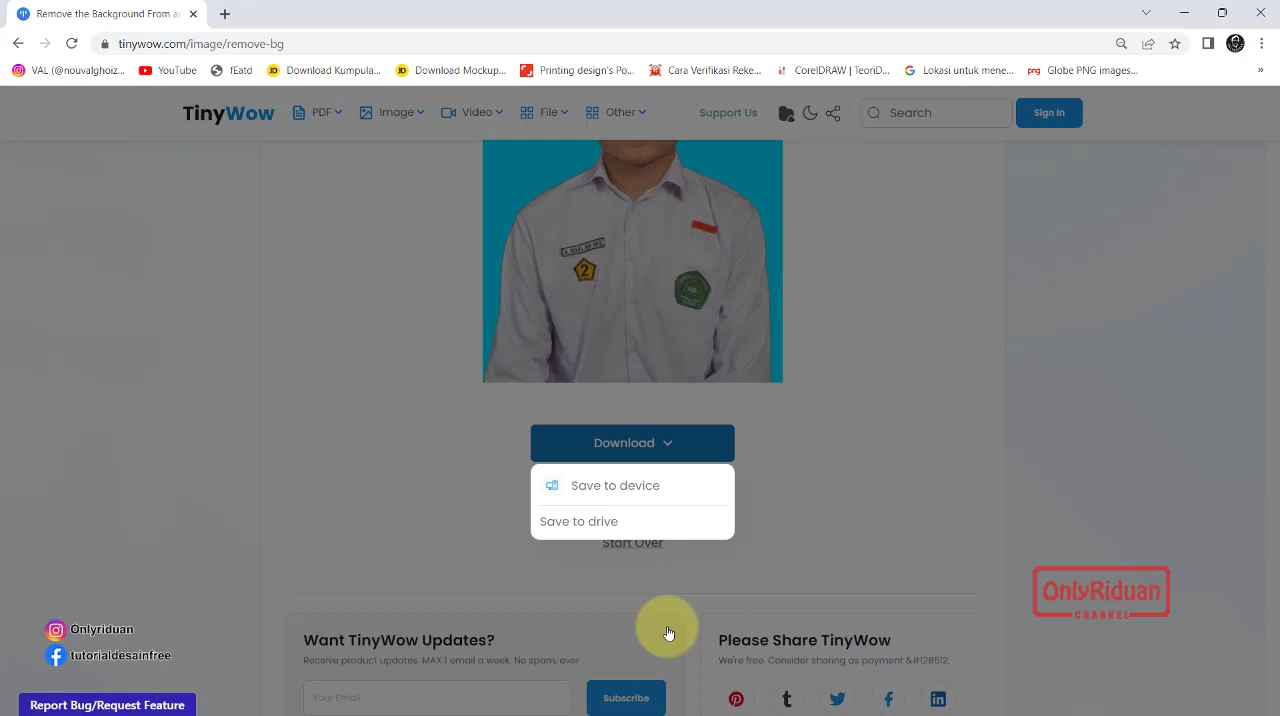 Remove the Background From a
tinywow.com/image/remove-bg
VAL (@nouvalghoiz...
YouTube
fEatd
Download Kumpula...
Download Mockup...
Printing design's Po...
Cara Verifikasi Reke...
CorelDRAW | TeoriD...
Lokasi untuk mene...
Globe PNG images...
»
TinyWow
PDF
Image
Video
File
Other
Support Us
Search
Sign In
2
Download
Save to device
Save to drive
Start Over
OnlyRiduan
CHANNEL
Onlyriduan
tutorialdesainfree
Want TinyWow Updates?
Receive product updates. MAX 1 email a week. No spam, ever
Your Email
Subscribe
Please Share TinyWow
We're free. Consider sharing as payment &#128512;
Report Bug/Request Feature